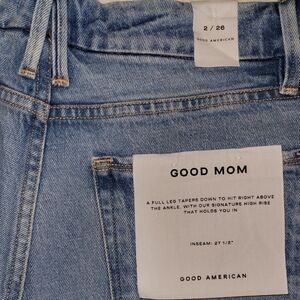 2 / 26
GOOD AMERICAN
GOOD MOM
A FULL LEG TAPERS DOWN TO HIT RIGHT ABOVE
THE ANKLE. WITH OUR SIGNATURE HIGH RISE
THAT HOLDS YOU IN
INSEAM: 27 1/2"
GOOD AMERICAN